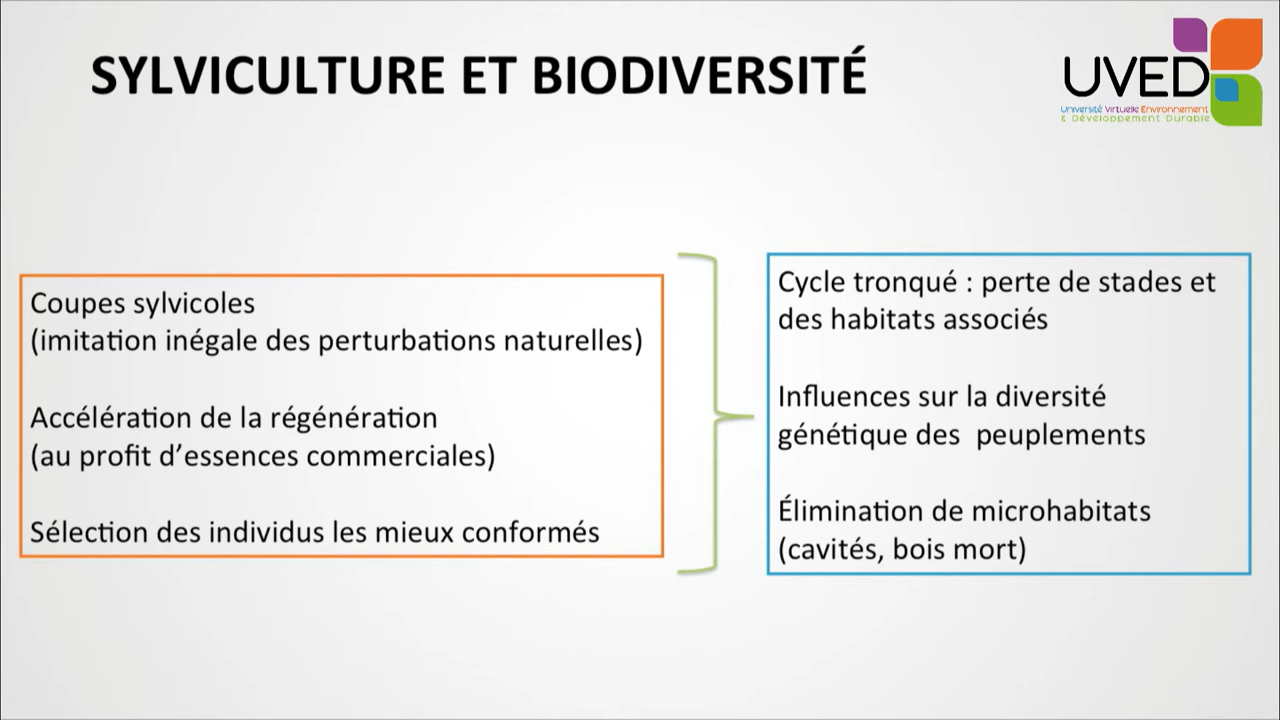 SYLVICULTURE ET BIODIVERSITÉ
UVED
Université Virtuelle Environnement
& Développement Durable
Coupes sylvicoles
(imitation inégale des perturbations naturelles)
Accélération de la régénération
(au profit d’essences commerciales)
Sélection des individus les mieux conformés
Cycle tronqué : perte de stades et
des habitats associés
Influences sur la diversité
génétique des  peuplements
Élimination de microhabitats
(cavités, bois mort)